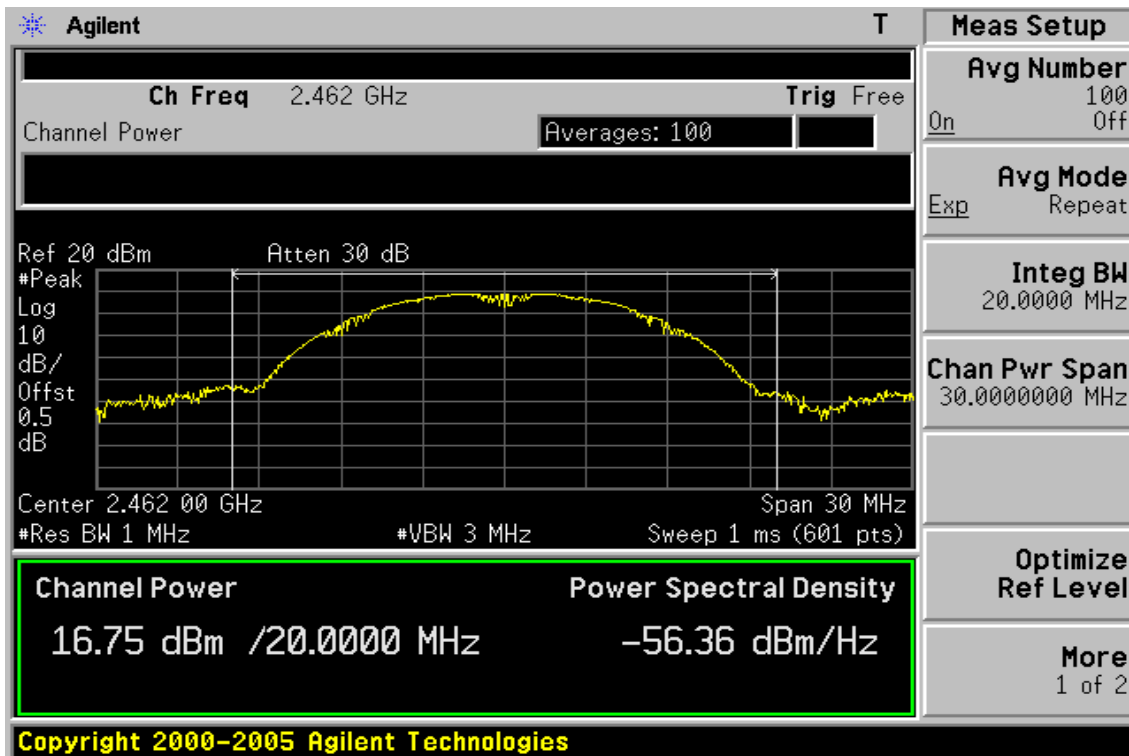 Agilent T
Ch Freq 2.462 GHz Trig Free
Channel Power Averages: 100
Ref 20 dBm Atten 30 dB
#Peak
Log
10
dB/
Offst
0.5
dB
Center 2.462 00 GHz Span 30 MHz
#Res BW 1 MHz #VBW 3 MHz Sweep 1 ms (601 pts)
Channel Power Power Spectral Density
16.75 dBm /20.0000 MHz -56.36 dBm/Hz
Meas Setup
Avg Number
100
On Off
Avg Mode
Exp Repeat
Integ BW
20.0000 MHz
Chan Pwr Span
30.0000000 MHz
Optimize
Ref Level
More
1 of 2
Copyright 2000-2005 Agilent Technologies